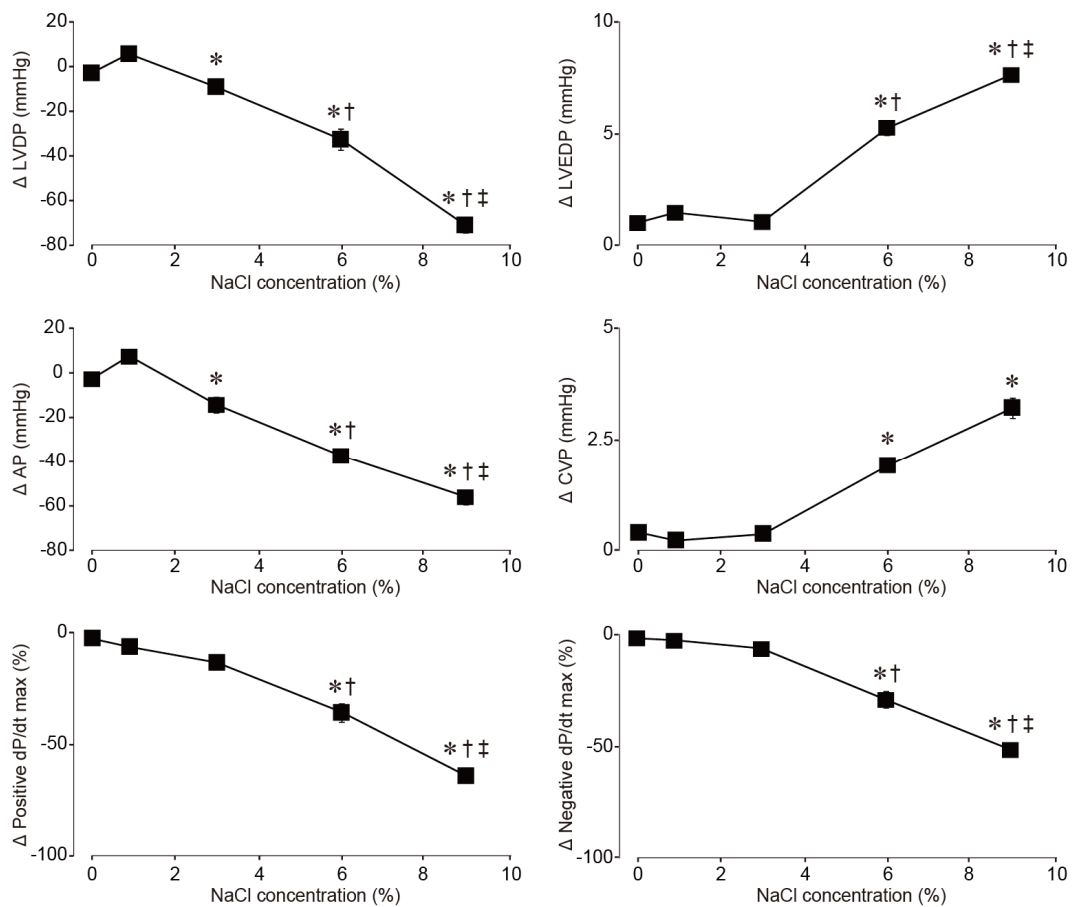 20
0
-20
-40
-60
-80
Δ LVDP (mmHg)
*
*†
*†‡
0 2 4 6 8 10
NaCl concentration (%)
10
5
0
Δ LVEDP (mmHg)
*†
*†‡
0 2 4 6 8 10
NaCl concentration (%)
20
0
-20
-40
-60
-80
Δ AP (mmHg)
*
*†
*†‡
0 2 4 6 8 10
NaCl concentration (%)
5
2.5
0
Δ CVP (mmHg)
*
*
0 2 4 6 8 10
NaCl concentration (%)
0
-50
-100
Δ Positive dP/dt max (%)
*†
*†‡
0 2 4 6 8 10
NaCl concentration (%)
0
-50
-100
Δ Negative dP/dt max (%)
*†
*†‡
0 2 4 6 8 10
NaCl concentration (%)